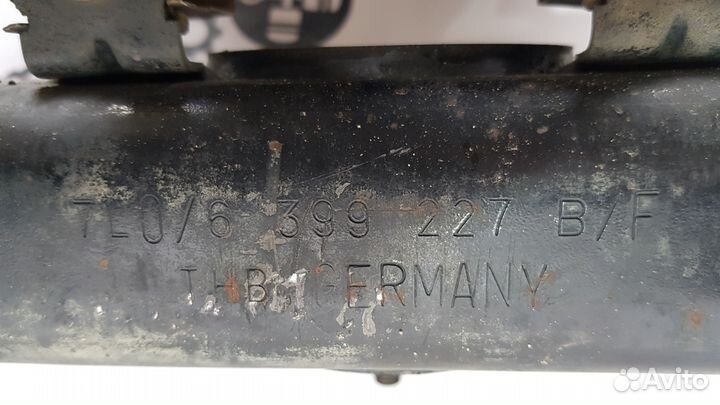 7L0/6 399 227 B/F
THB GERMANY
Avito